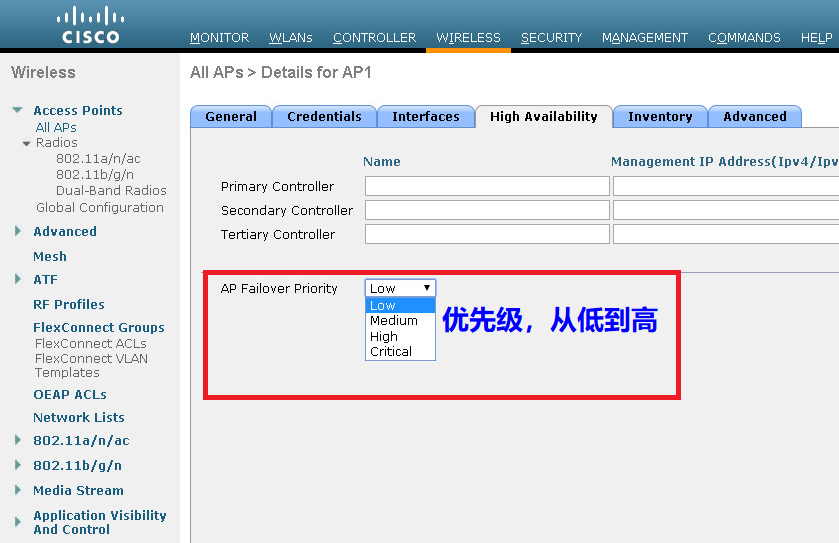 CISCO
MONITOR WLANs CONTROLLER WIRELESS SECURITY MANAGEMENT COMMANDS HELP
Wireless
Access Points
All APs
Radios
802.11a/n/ac
802.11b/g/n
Dual-Band Radios
Global Configuration
Advanced
Mesh
ATF
RF Profiles
FlexConnect Groups
FlexConnect ACLs
FlexConnect VLAN
Templates
OEAP ACLs
Network Lists
802.11a/n/ac
802.11b/g/n
Media Stream
Application Visibility
And Control
All APs > Details for AP1
General Credentials Interfaces High Availability Inventory Advanced
Name Management IP Address(Ipv4/Ipv
Primary Controller
Secondary Controller
Tertiary Controller
AP Failover Priority Low
Low
Medium
High
Critical
优先级，从低到高